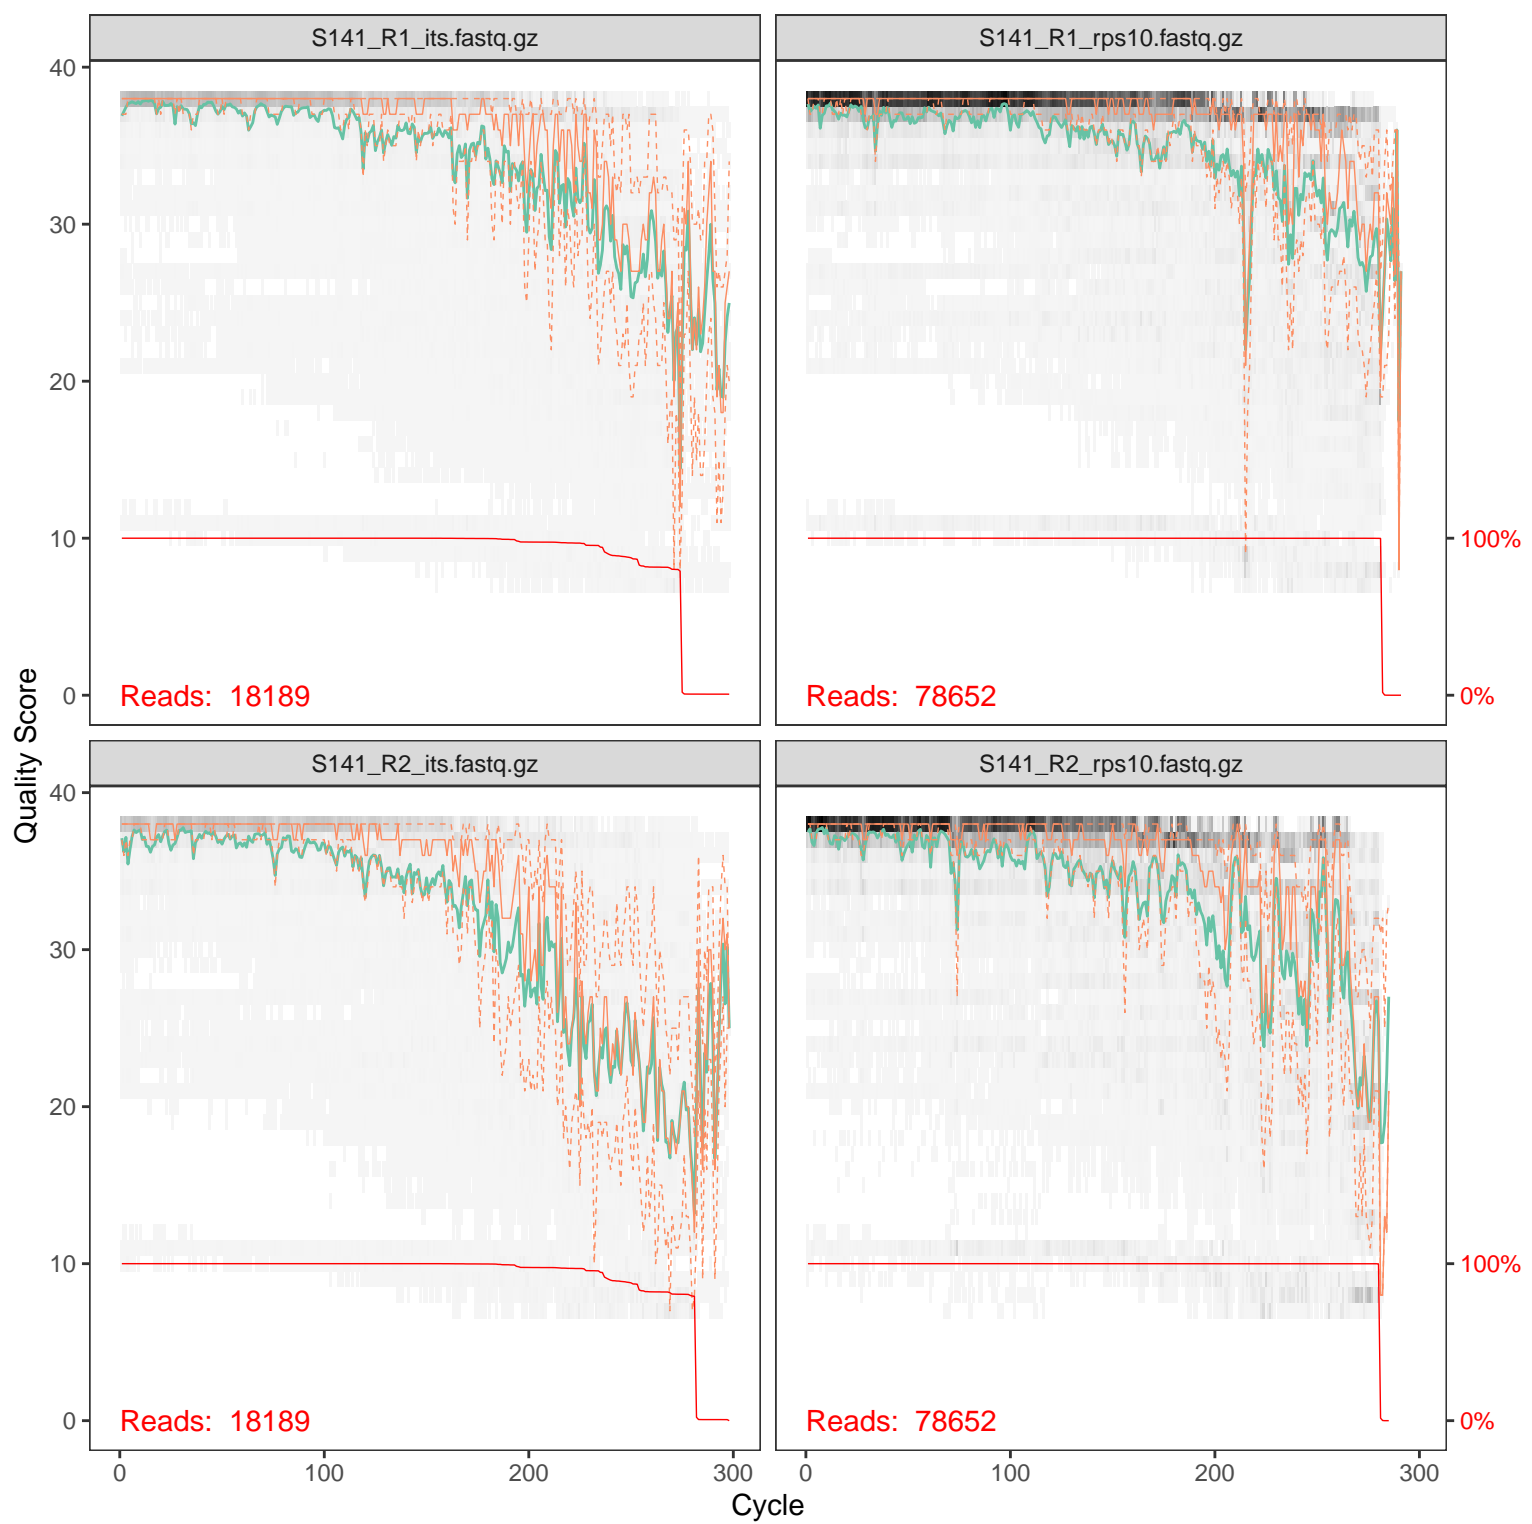 S141_R1_its.fastq.gz
S141_R1_rps10.fastq.gz
40
30
20
10
0
100%
0%
Reads: 18189
Reads: 78652
Quality Score
S141_R2_its.fastq.gz
S141_R2_rps10.fastq.gz
40
30
20
10
0
100%
0%
Reads: 18189
Reads: 78652
0 100 200 300
0 100 200 300
Cycle